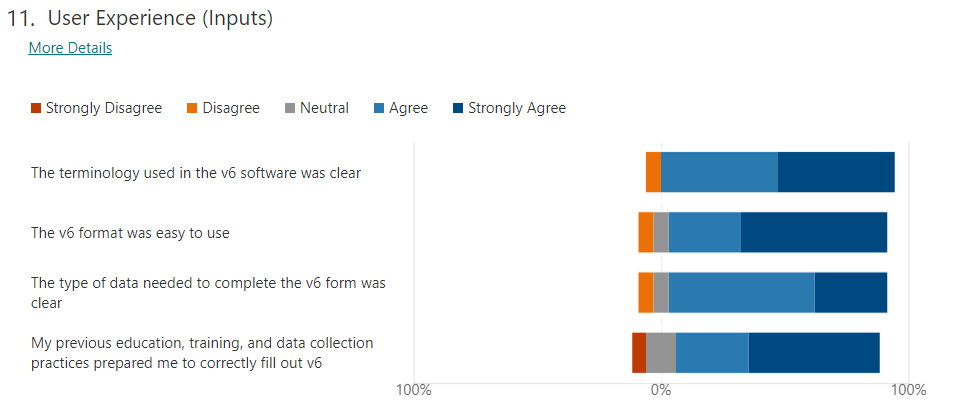 11. User Experience (Inputs)
More Details
Strongly Disagree Disagree Neutral Agree Strongly Agree
The terminology used in the v6 software was clear
The v6 format was easy to use
The type of data needed to complete the v6 form was
clear
My previous education, training, and data collection
practices prepared me to correctly fill out v6
100% 0% 100%